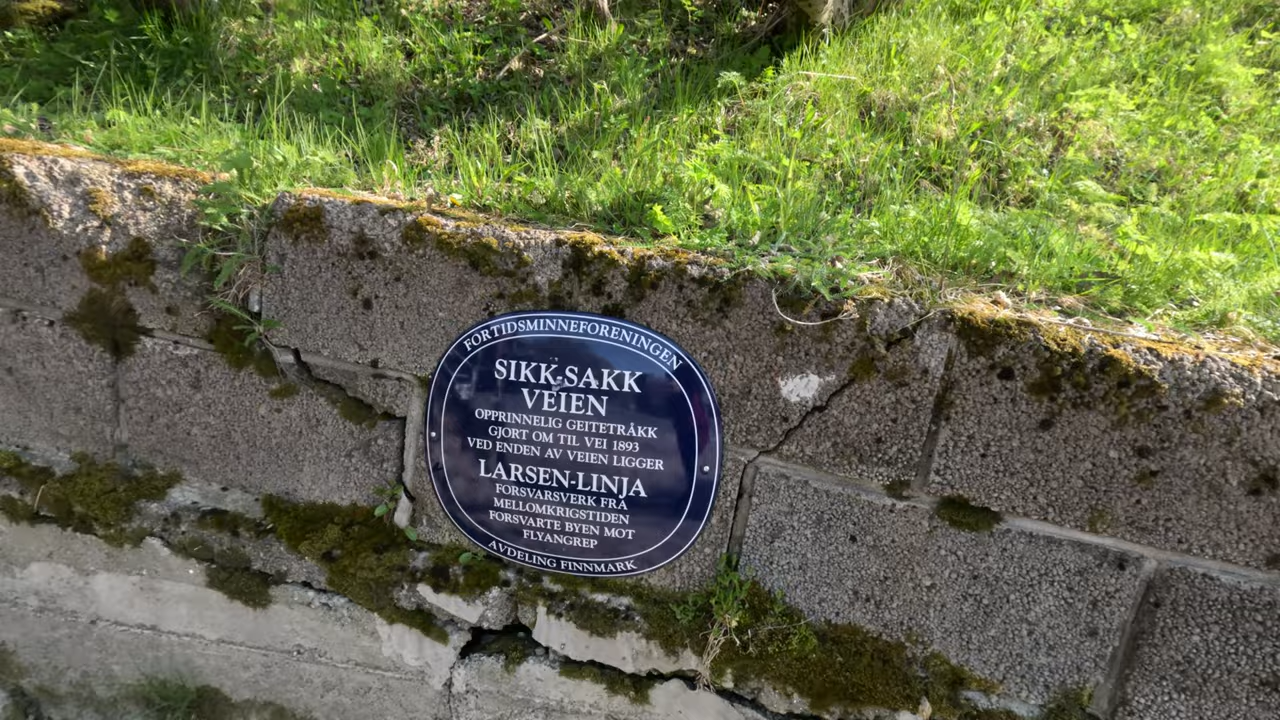 FORTIDSMINNEFORENINGEN
SIKK-SAKK
VEIEN
OPPRINNELIG GEITETRÅKK
GJORT OM TIL VEI 1893
VED ENDEN AV VEIEN LIGGER
LARSEN-LINJA
FORSVARSVERK FRA
MELLOMKRIGSTIDEN
FORSVARTE BYEN MOT
FLYANGREP
AVDELING FINNMARK